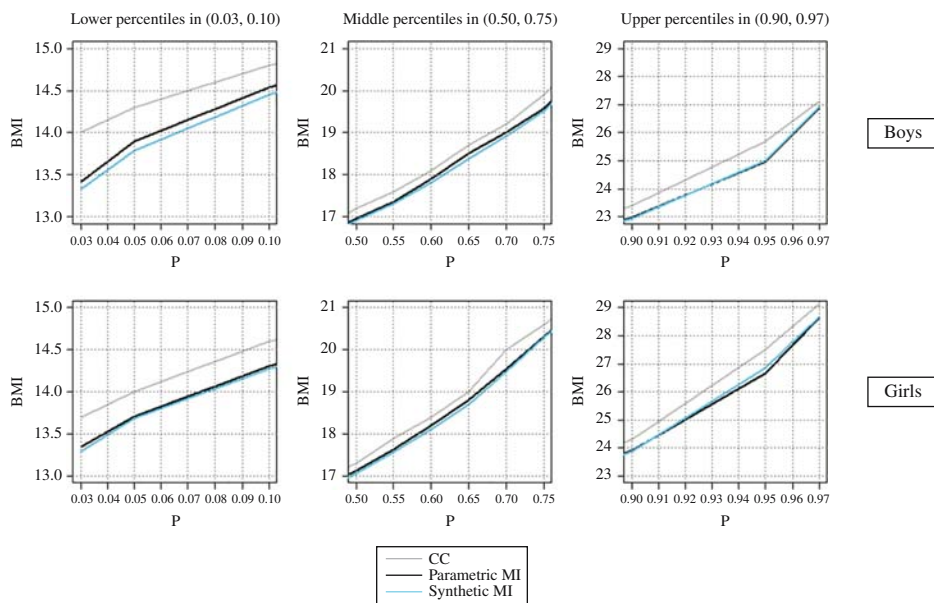 Lower percentiles in (0.03, 0.10)
Middle percentiles in (0.50, 0.75)
Upper percentiles in (0.90, 0.97)
BMI
15.0
14.5
14.0
13.5
13.0
0.03 0.04 0.05 0.06 0.07 0.08 0.09 0.10
P
BMI
21
20
19
18
17
0.50 0.55 0.60 0.65 0.70 0.75
P
BMI
29
28
27
26
25
24
23
0.90 0.91 0.92 0.93 0.94 0.95 0.96 0.97
P
Boys
BMI
15.0
14.5
14.0
13.5
13.0
0.03 0.04 0.05 0.06 0.07 0.08 0.09 0.10
P
BMI
21
20
19
18
17
0.50 0.55 0.60 0.65 0.70 0.75
P
BMI
29
28
27
26
25
24
23
0.90 0.91 0.92 0.93 0.94 0.95 0.96 0.97
P
Girls
CC
Parametric MI
Synthetic MI